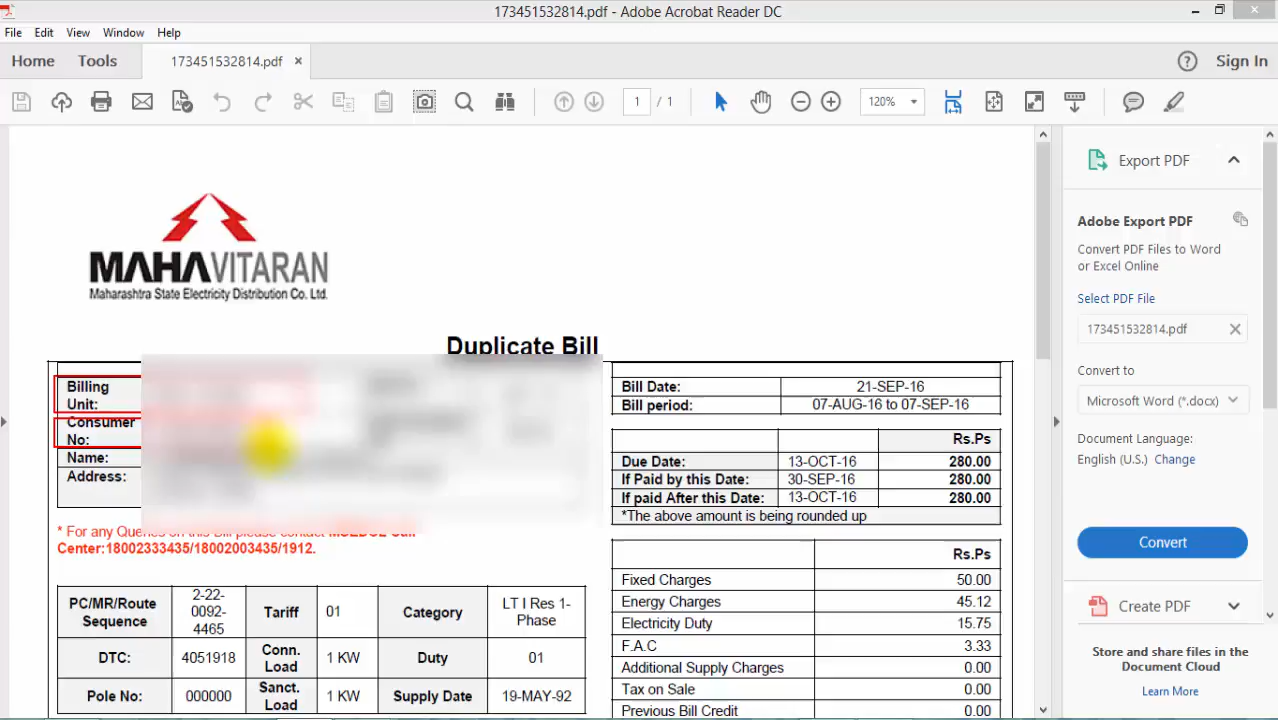 173451532814.pdf - Adobe Acrobat Reader DC
File Edit View Window Help
Home Tools 173451532814.pdf × Sign In
1 / 1 120%
MAHAVITARAN
Maharashtra State Electricity Distribution Co. Ltd.
Duplicate Bill
Billing
Unit:
Consumer
No:
Name:
Address:
* For any Queries on this Bill please contact
Center:18002333435/18002003435/1912.
PC/MR/Route Sequence 2-22-0092-4465 Tariff 01 Category LT I Res 1-Phase
DTC: 4051918 Conn. Load 1 KW Duty 01
Pole No: 000000 Sanct. Load 1 KW Supply Date 19-MAY-92
Bill Date: 21-SEP-16
Bill period: 07-AUG-16 to 07-SEP-16
Rs.Ps
Due Date: 13-OCT-16 280.00
If Paid by this Date: 30-SEP-16 280.00
If paid After this Date: 13-OCT-16 280.00
*The above amount is being rounded up
Rs.Ps
Fixed Charges 50.00
Energy Charges 45.12
Electricity Duty 15.75
F.A.C 3.33
Additional Supply Charges 0.00
Tax on Sale 0.00
Previous Bill Credit 0.00
Export PDF
Adobe Export PDF
Convert PDF Files to Word
or Excel Online
Select PDF File
173451532814.pdf
Convert to
Microsoft Word (*.docx)
Document Language:
English (U.S.) Change
Convert
Create PDF
Store and share files in the
Document Cloud
Learn More